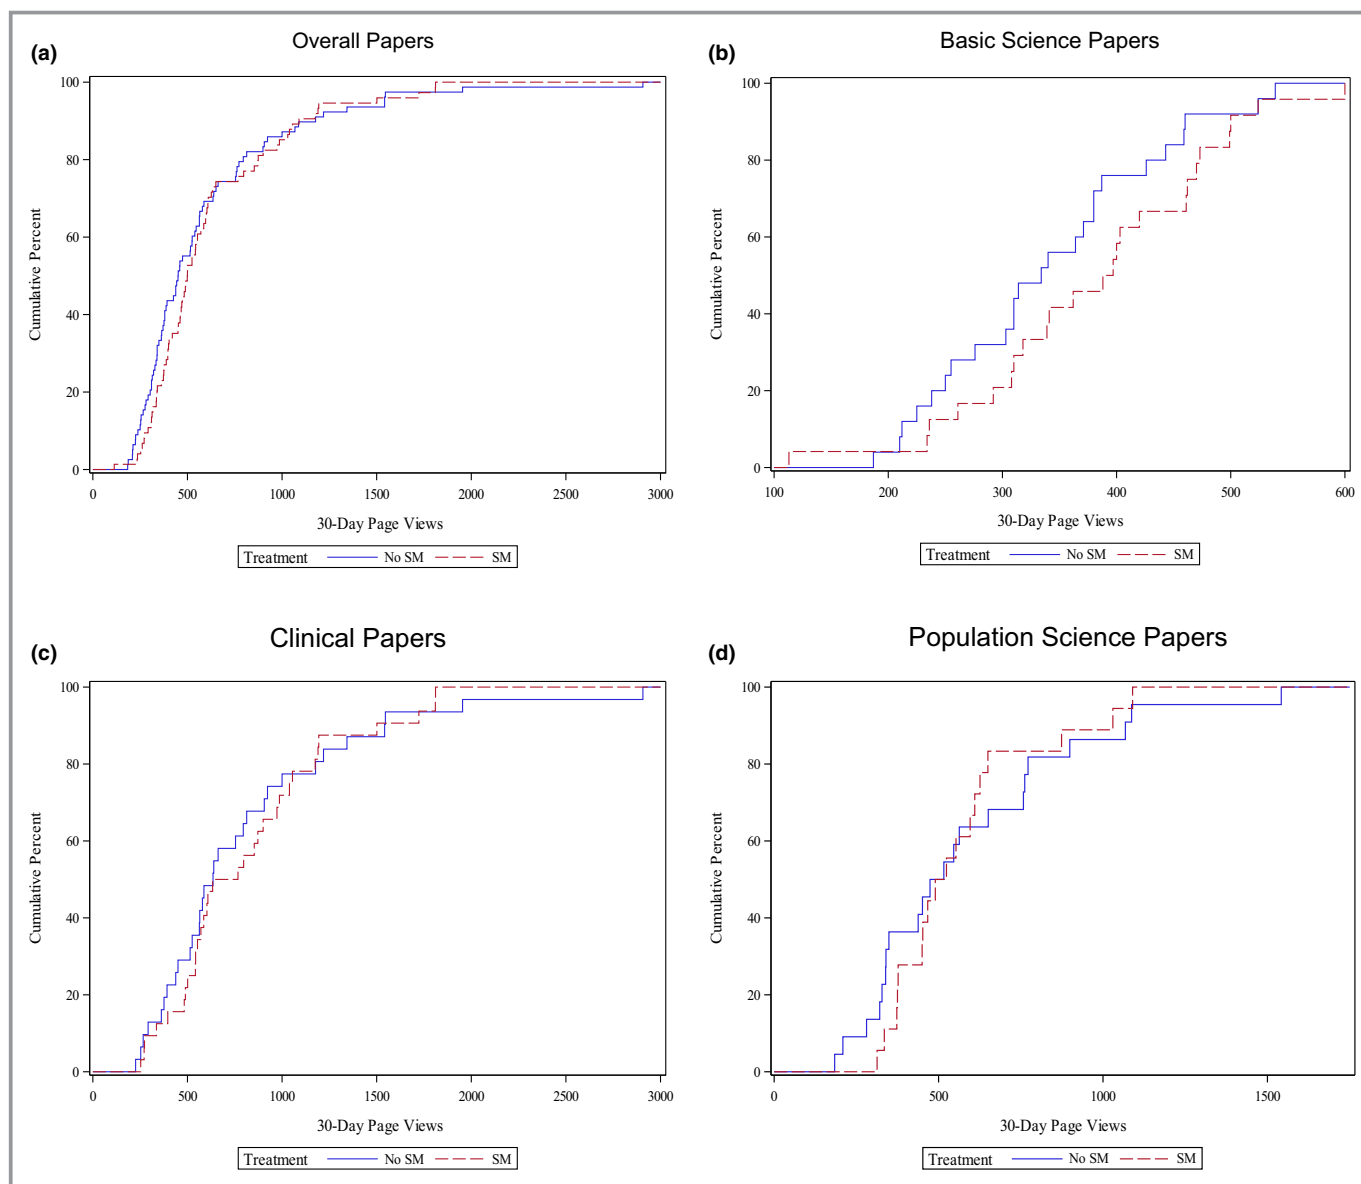 (a)
Overall Papers
100
80
60
40
20
0
Cumulative Percent
0 500 1000 1500 2000 2500 3000
30-Day Page Views
Treatment No SM SM
(b)
Basic Science Papers
100
80
60
40
20
0
Cumulative Percent
100 200 300 400 500 600
30-Day Page Views
Treatment No SM SM
(c)
Clinical Papers
100
80
60
40
20
0
Cumulative Percent
0 500 1000 1500 2000 2500 3000
30-Day Page Views
Treatment No SM SM
(d)
Population Science Papers
100
80
60
40
20
0
Cumulative Percent
0 500 1000 1500
30-Day Page Views
Treatment No SM SM